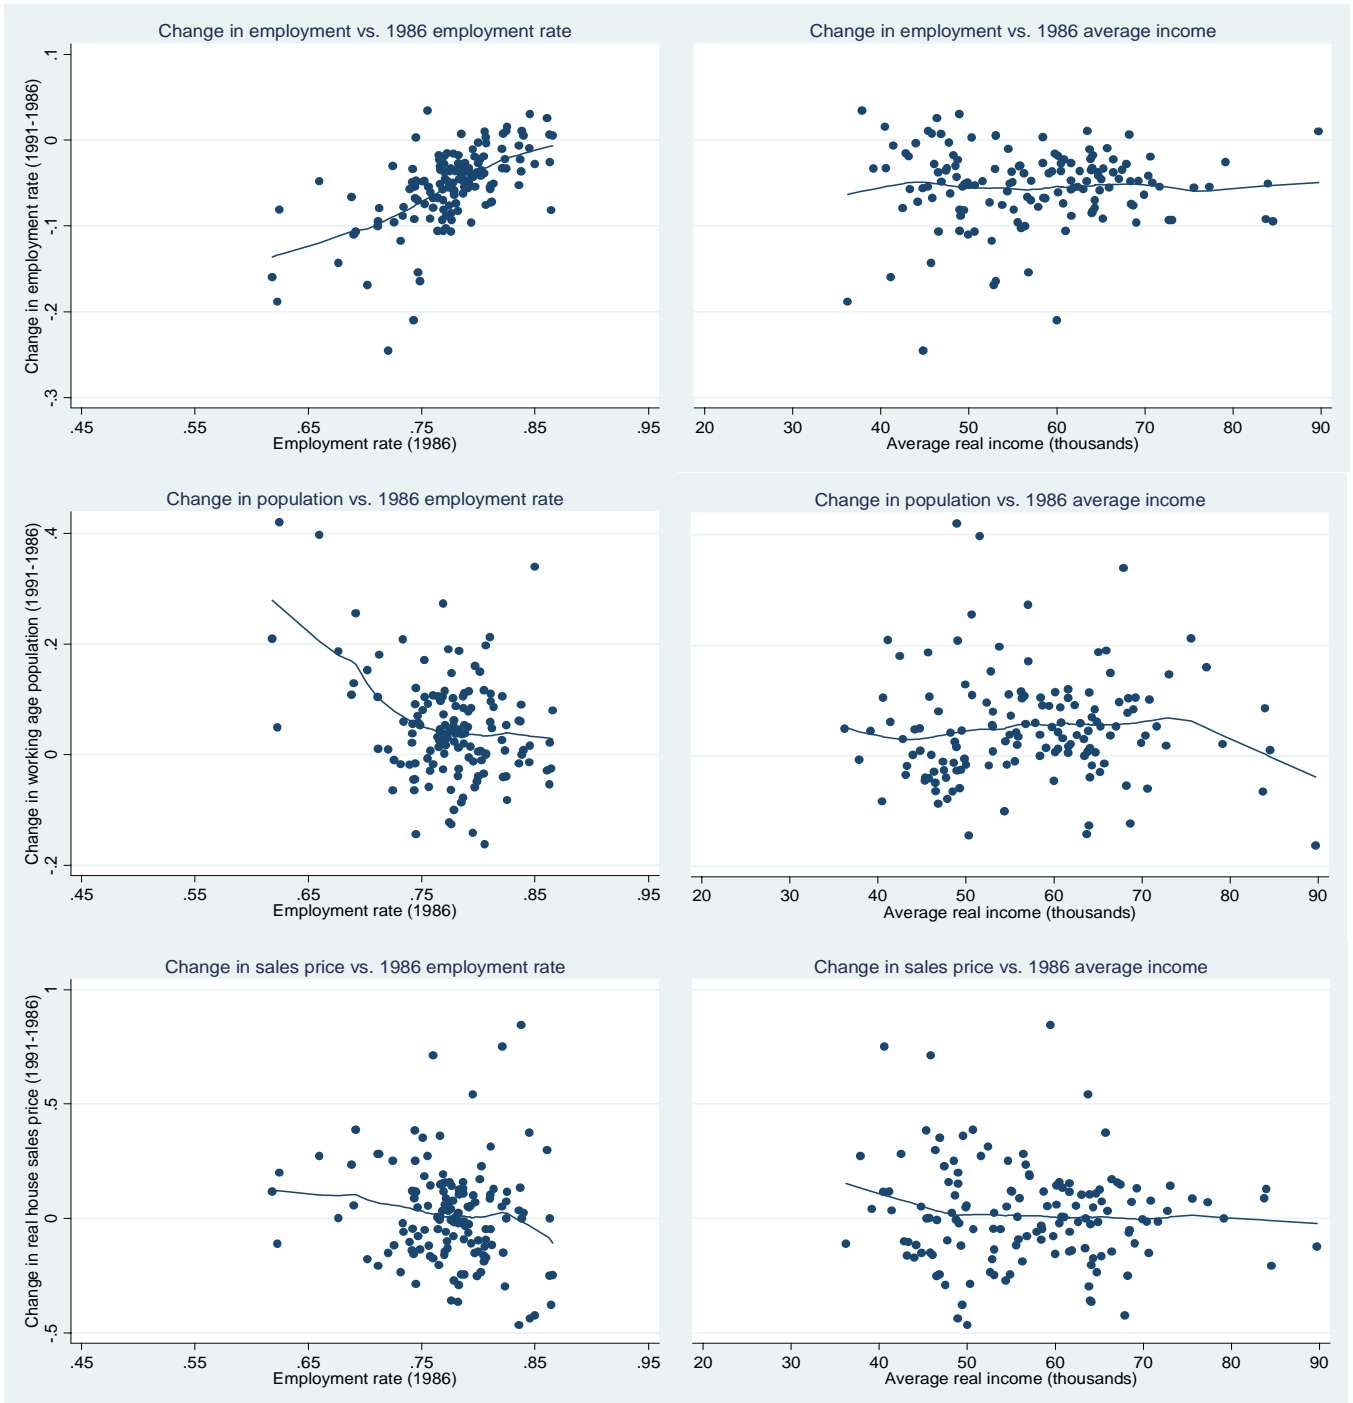 Change in employment vs. 1986 employment rate
Change in employment rate (1991-1986)
.1
0
-.1
-.2
-.3
.45 .55 .65 .75 .85 .95
Employment rate (1986)
Change in employment vs. 1986 average income
20 30 40 50 60 70 80 90
Average real income (thousands)
Change in population vs. 1986 employment rate
Change in working age population (1991-1986)
.4
.2
0
-.2
.45 .55 .65 .75 .85 .95
Employment rate (1986)
Change in population vs. 1986 average income
20 30 40 50 60 70 80 90
Average real income (thousands)
Change in sales price vs. 1986 employment rate
Change in real house sales price (1991-1986)
1
.5
0
-.5
.45 .55 .65 .75 .85 .95
Employment rate (1986)
Change in sales price vs. 1986 average income
20 30 40 50 60 70 80 90
Average real income (thousands)